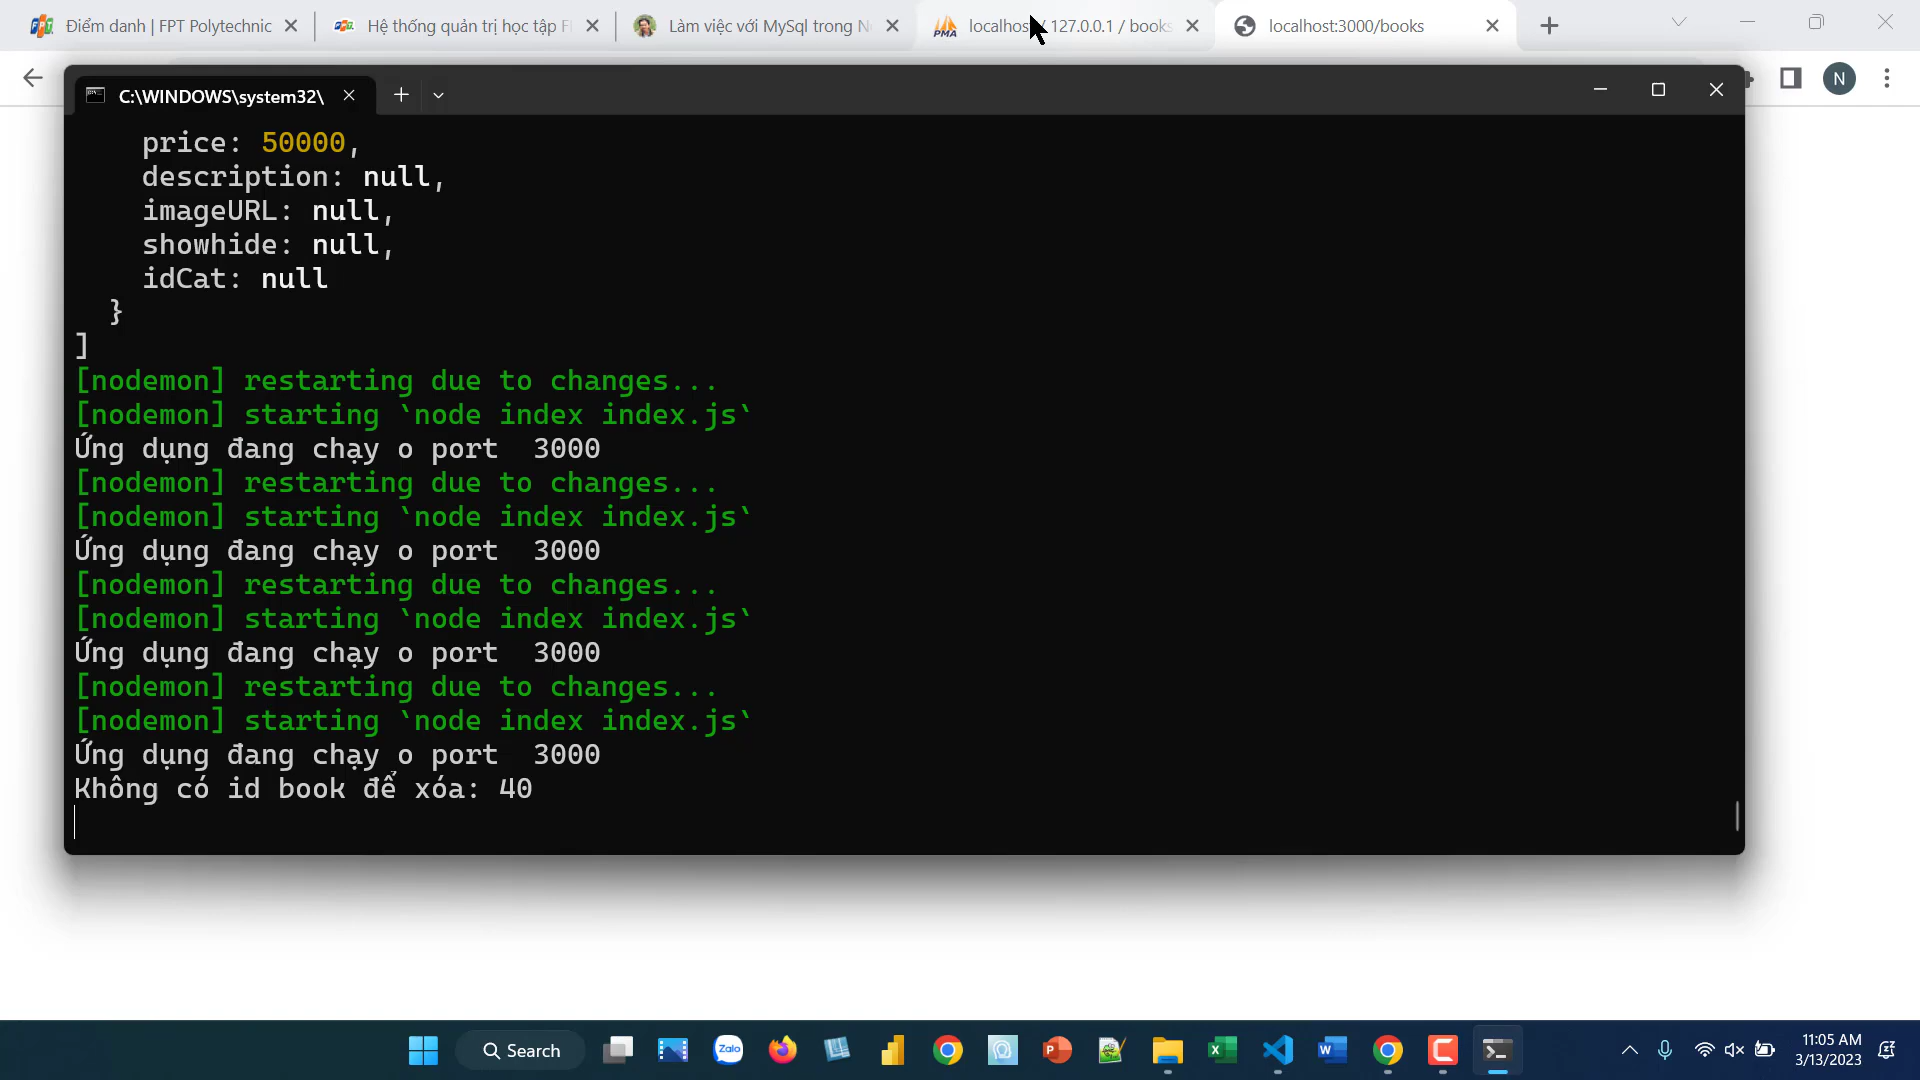 Điểm danh | FPT Polytechnic
Hệ thống quản trị học tập F
Làm việc với MySql trong N
localhos / 127.0.0.1 / books
localhost:3000/books
N
C:\WINDOWS\system32\
price: 50000,
description: null,
imageURL: null,
showhide: null,
idCat: null
}
]
[nodemon] restarting due to changes...
[nodemon] starting `node index index.js`
Ứng dụng đang chạy o port  3000
[nodemon] restarting due to changes...
[nodemon] starting `node index index.js`
Ứng dụng đang chạy o port  3000
[nodemon] restarting due to changes...
[nodemon] starting `node index index.js`
Ứng dụng đang chạy o port  3000
[nodemon] restarting due to changes...
[nodemon] starting `node index index.js`
Ứng dụng đang chạy o port  3000
Không có id book để xóa: 40
Search
Zalo
11:05 AM
3/13/2023